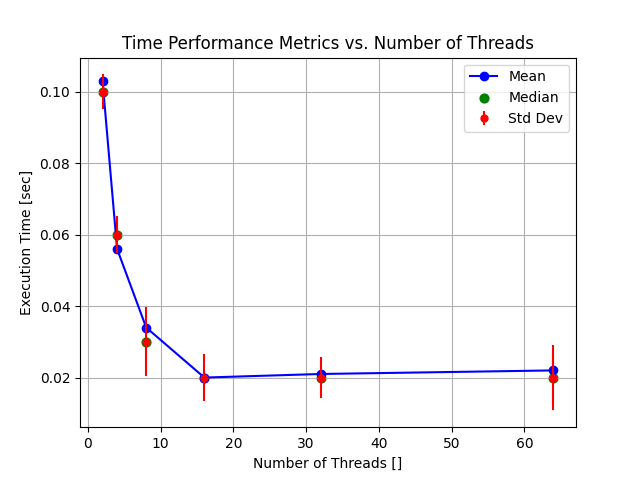 Time Performance Metrics vs. Number of Threads
Mean
Median
Std Dev
0.10
0.08
0.06
0.04
0.02
Execution Time [sec]
0
10
20
30
40
50
60
Number of Threads []